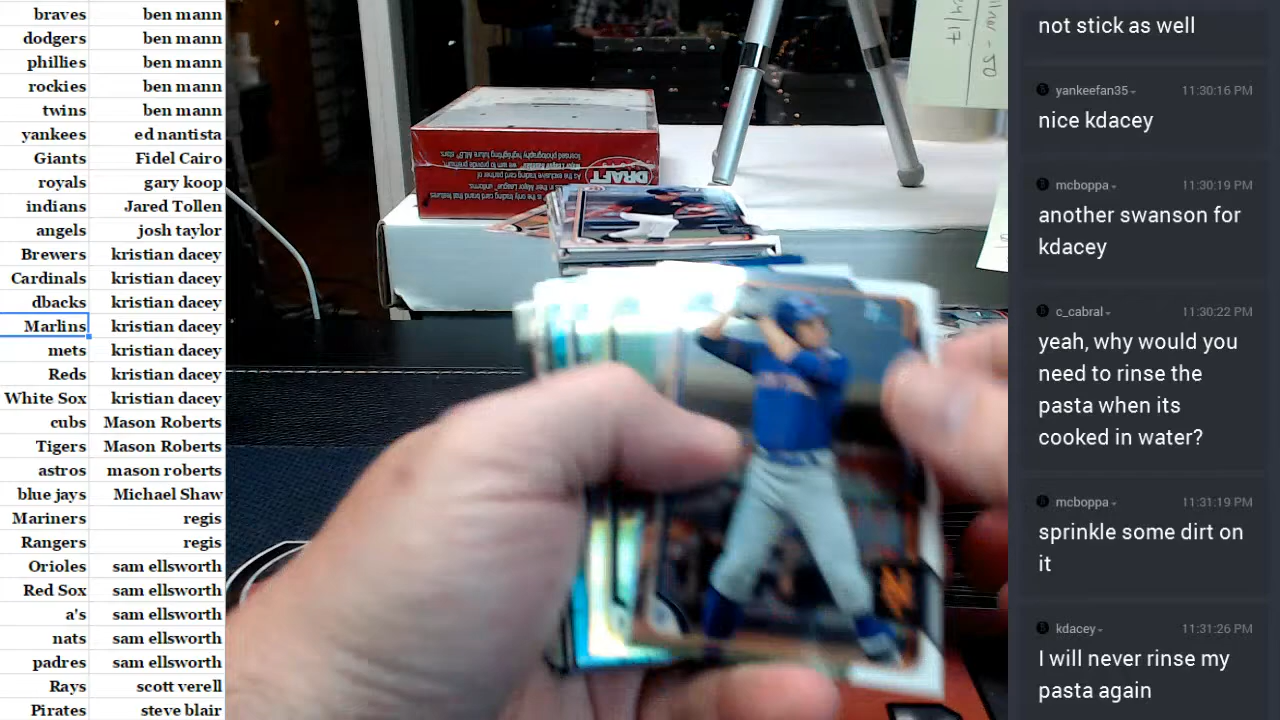 braves ben mann
dodgers ben mann
phillies ben mann
rockies ben mann
twins ben mann
yankees ed nantista
Giants Fidel Cairo
royals gary koop
indians Jared Tollen
angels josh taylor
Brewers kristian dacey
Cardinals kristian dacey
dbacks kristian dacey
Marlins kristian dacey
mets kristian dacey
Reds kristian dacey
White Sox kristian dacey
cubs Mason Roberts
Tigers Mason Roberts
astros mason roberts
blue jays Michael Shaw
Mariners regis
Rangers regis
Orioles sam ellsworth
Red Sox sam ellsworth
a's sam ellsworth
nats sam ellsworth
padres sam ellsworth
Rays scott verell
Pirates steve blair
DRAFT
not stick as well
yankeefan35 11:30:16 PM
nice kdacey
mcboppa 11:30:19 PM
another swanson for
kdacey
c_cabral 11:30:22 PM
yeah, why would you
need to rinse the
pasta when its
cooked in water?
mcboppa 11:31:19 PM
sprinkle some dirt on
it
kdacey 11:31:26 PM
I will never rinse my
pasta again